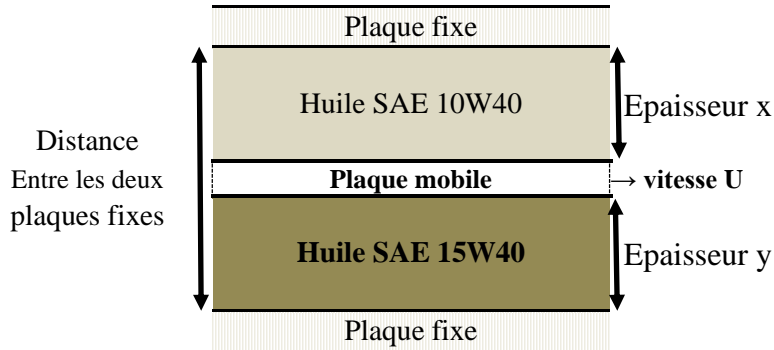 Plaque fixe
Huile SAE 10W40
Epaisseur x
Distance
Entre les deux
plaques fixes
Plaque mobile
→ vitesse U
Huile SAE 15W40
Epaisseur y
Plaque fixe